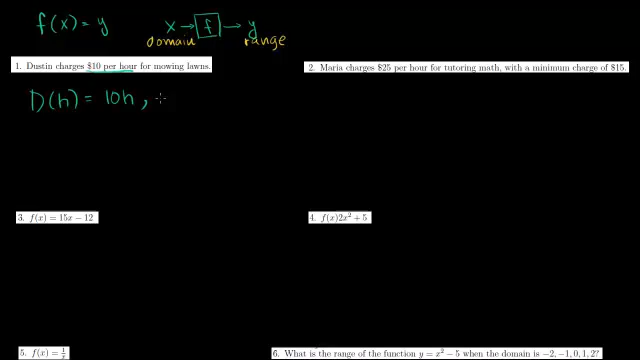 f(x) = y
x → f → y
domain range
1. Dustin charges $10 per hour for mowing lawns.
2. Maria charges $25 per hour for tutoring math, with a minimum charge of $15.
D(h) = 10h ,
3. f(x) = 15x − 12
4. f(x)2x² + 5
5. f(x) = 1/x
6. What is the range of the function y = x² − 5 when the domain is −2, −1, 0, 1, 2?